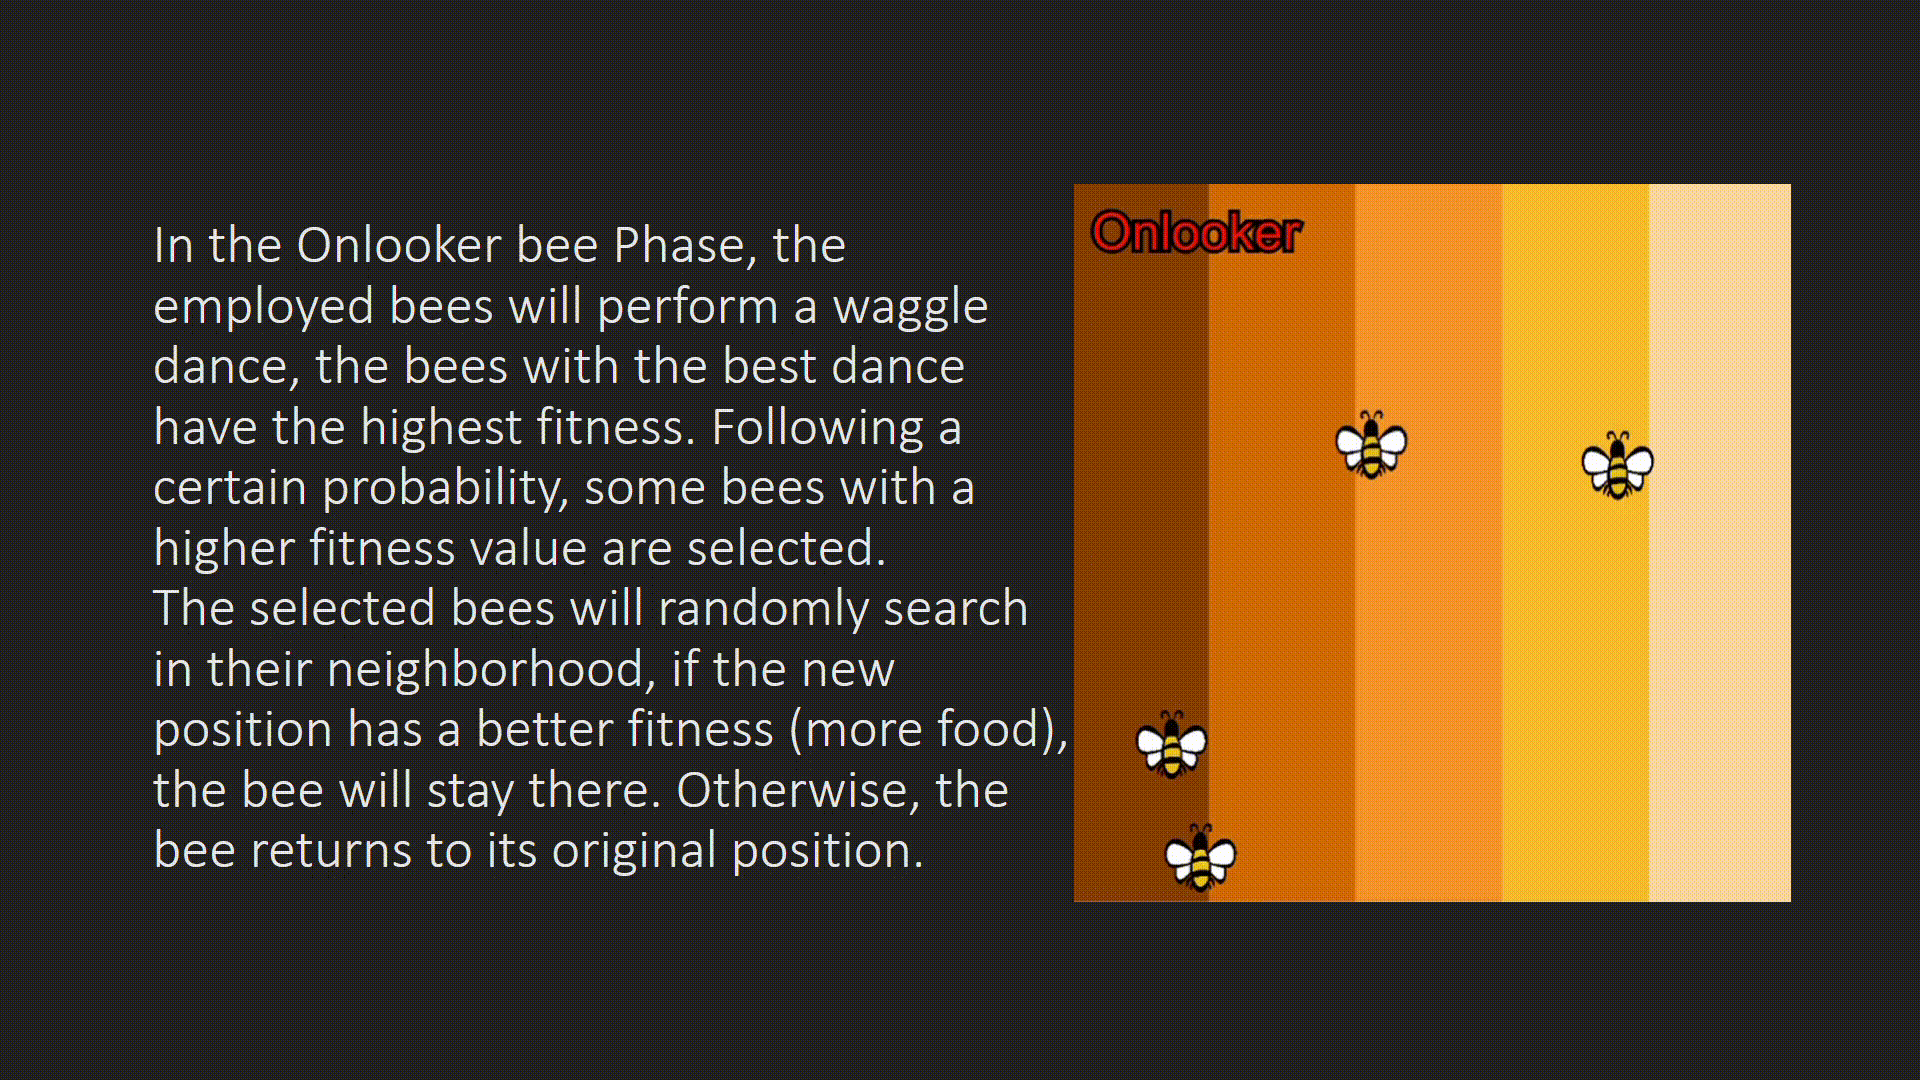 In the Onlooker bee Phase, the
employed bees will perform a waggle
dance, the bees with the best dance
have the highest fitness. Following a
certain probability, some bees with a
higher fitness value are selected.
The selected bees will randomly search
in their neighborhood, if the new
position has a better fitness (more food),
the bee will stay there. Otherwise, the
bee returns to its original position.
Onlooker